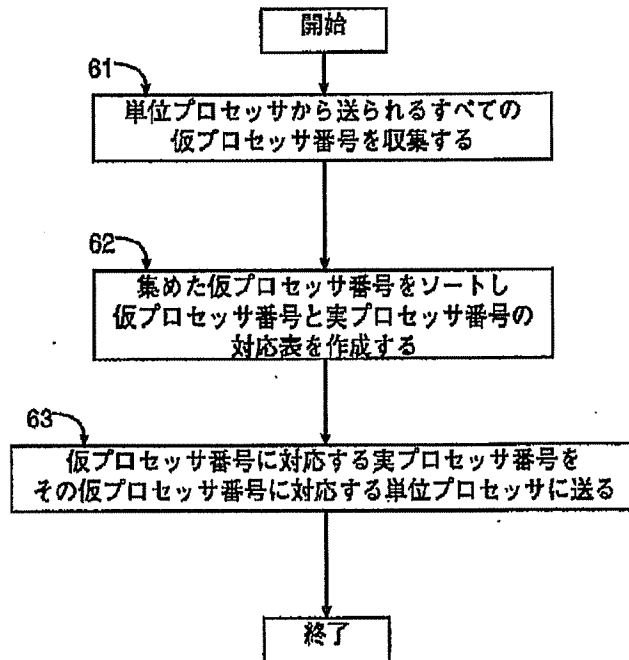 開始
61
単位プロセッサから送られるすべての
仮プロセッサ番号を収集する
62
集めた仮プロセッサ番号をソートし
仮プロセッサ番号と実プロセッサ番号の
対応表を作成する
63
仮プロセッサ番号に対応する実プロセッサ番号を
その仮プロセッサ番号に対応する単位プロセッサに送る
終了